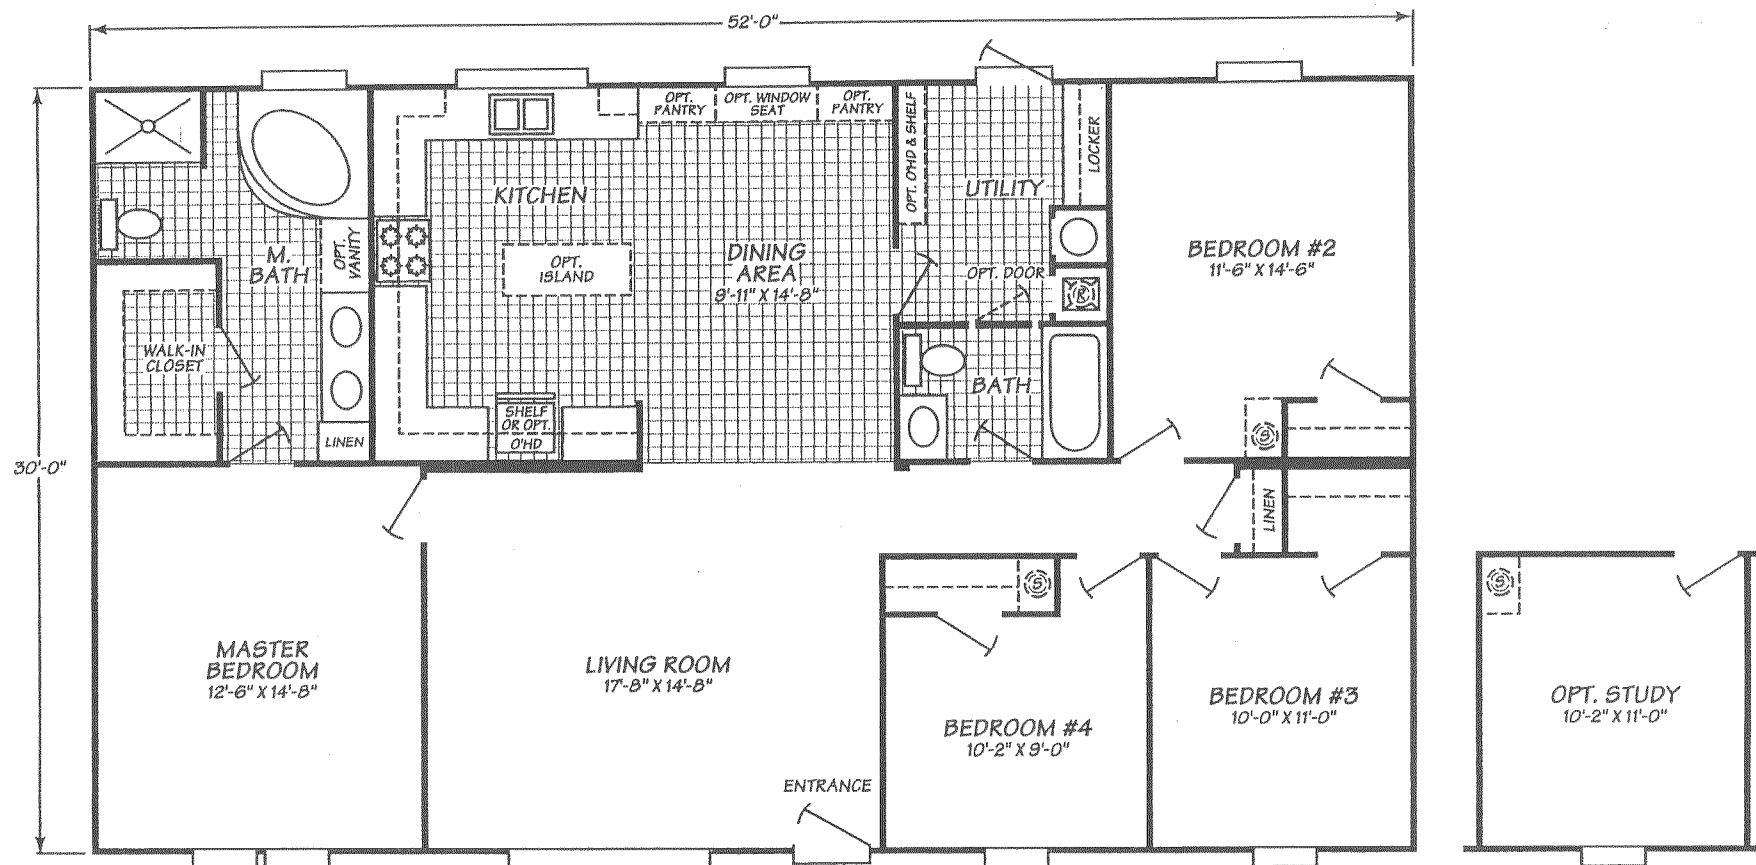 52'-0"
OPT.
PANTRY
OPT. WINDOW
SEAT
OPT.
PANTRY
OPT. O'HD & SHELF
LOCKER
KITCHEN
UTILITY
M.
BATH
OPT.
VANITY
OPT.
ISLAND
DINING
AREA
9'-11" X 14'-8"
OPT. DOOR
BEDROOM #2
11'-6" X 14'-6"
WALK-IN
CLOSET
BATH
SHELF
OR OPT.
O'HD
LINEN
S
30'-0"
LINEN
S
S
MASTER
BEDROOM
12'-6" X 14'-8"
LIVING ROOM
17'-8" X 14'-8"
BEDROOM #4
10'-2" X 9'-0"
BEDROOM #3
10'-0" X 11'-0"
OPT. STUDY
10'-2" X 11'-0"
ENTRANCE